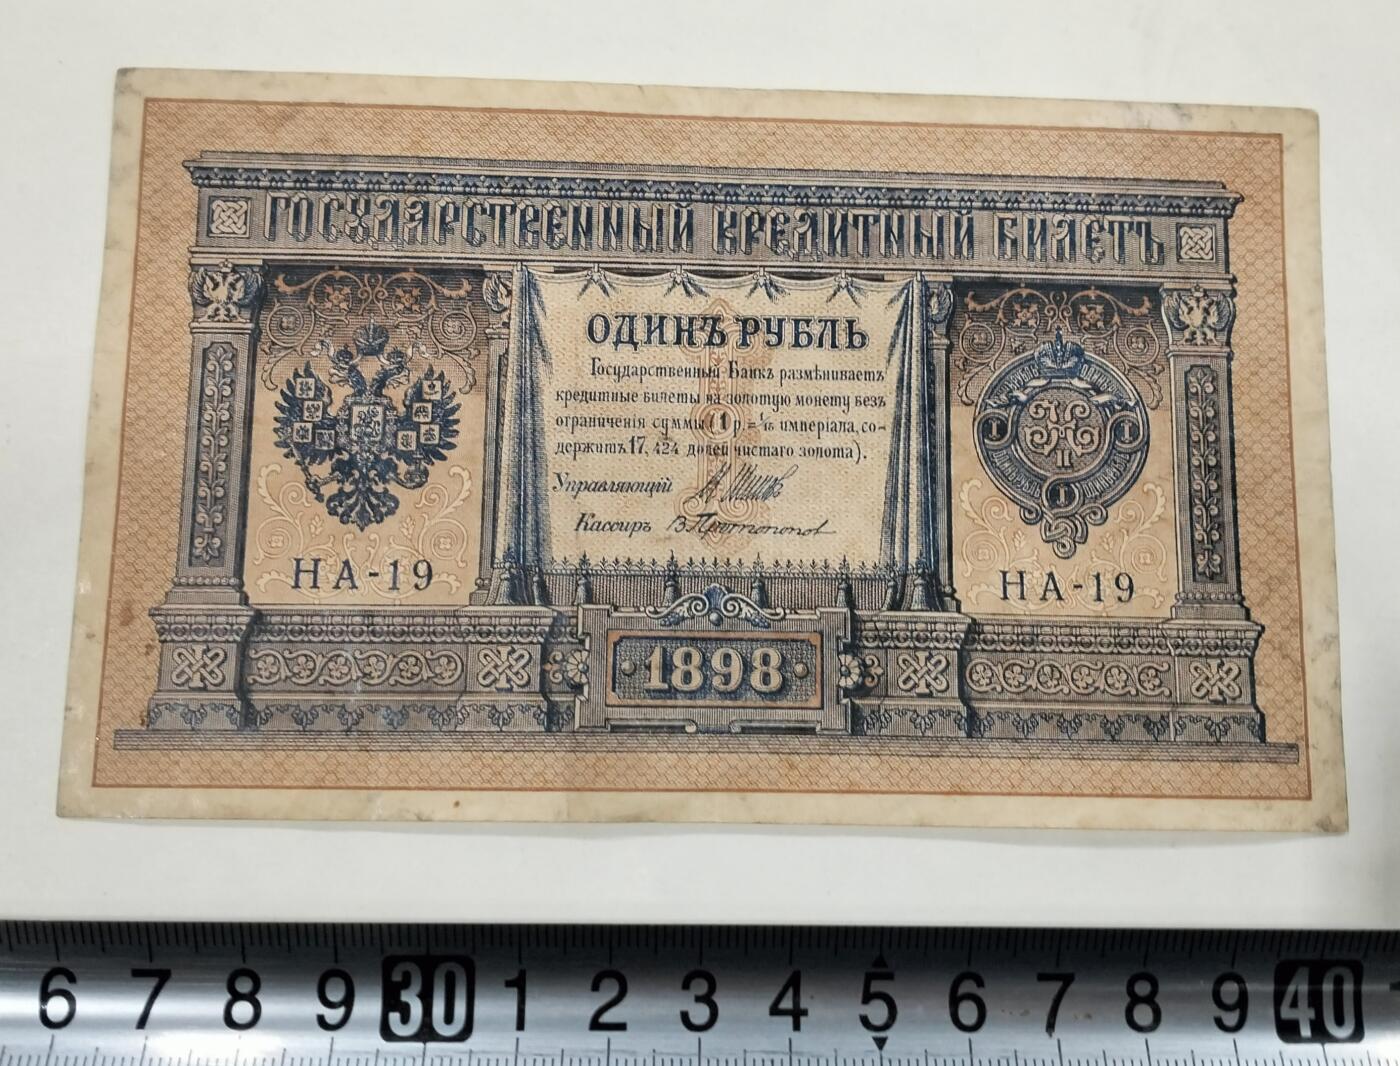 ГОСУДАРСТВЕННЫЙ КРЕДИТНЫЙ БИЛЕТЪ
ОДИНЪ РУБЛЬ
Государственный Банкъ размѣниваетъ
кредитные билеты на золотую монету безъ
ограниченія суммы (1 р.= 1/15 имперіала, со-
держитъ 17,424 долей чистаго золота).
Управляющій
Кассиръ В.Протопопов
I I
II
I
НА-19 НА-19
1898
6 7 8 9 30 1 2 3 4 5 6 7 8 9 40